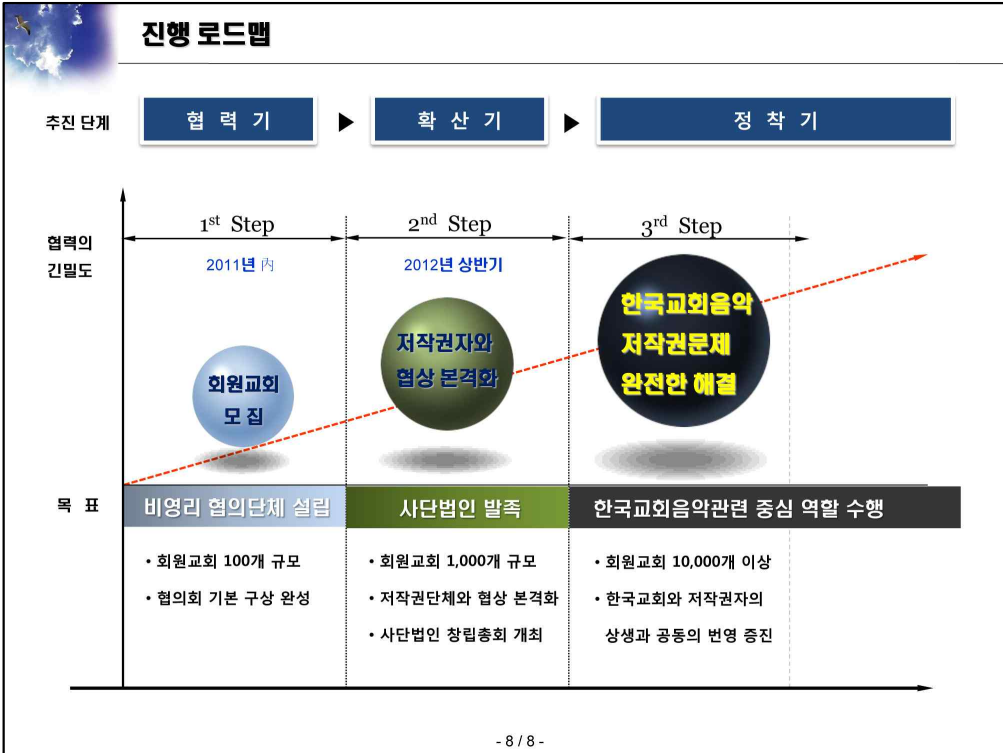 진행 로드맵
추진 단계
협 력 기
확 산 기
정 착 기
협력의
긴밀도
1st Step
2nd Step
3rd Step
2011년 内
2012년 상반기
회원교회
모 집
저작권자와
협상 본격화
한국교회음악
저작권문제
완전한 해결
목 표
비영리 협의단체 설립
사단법인 발족
한국교회음악관련 중심 역할 수행
• 회원교회 100개 규모
• 협의회 기본 구상 완성
• 회원교회 1,000개 규모
• 저작권단체와 협상 본격화
• 사단법인 창립총회 개최
• 회원교회 10,000개 이상
• 한국교회와 저작권자의
상생과 공동의 번영 증진
- 8 / 8 -